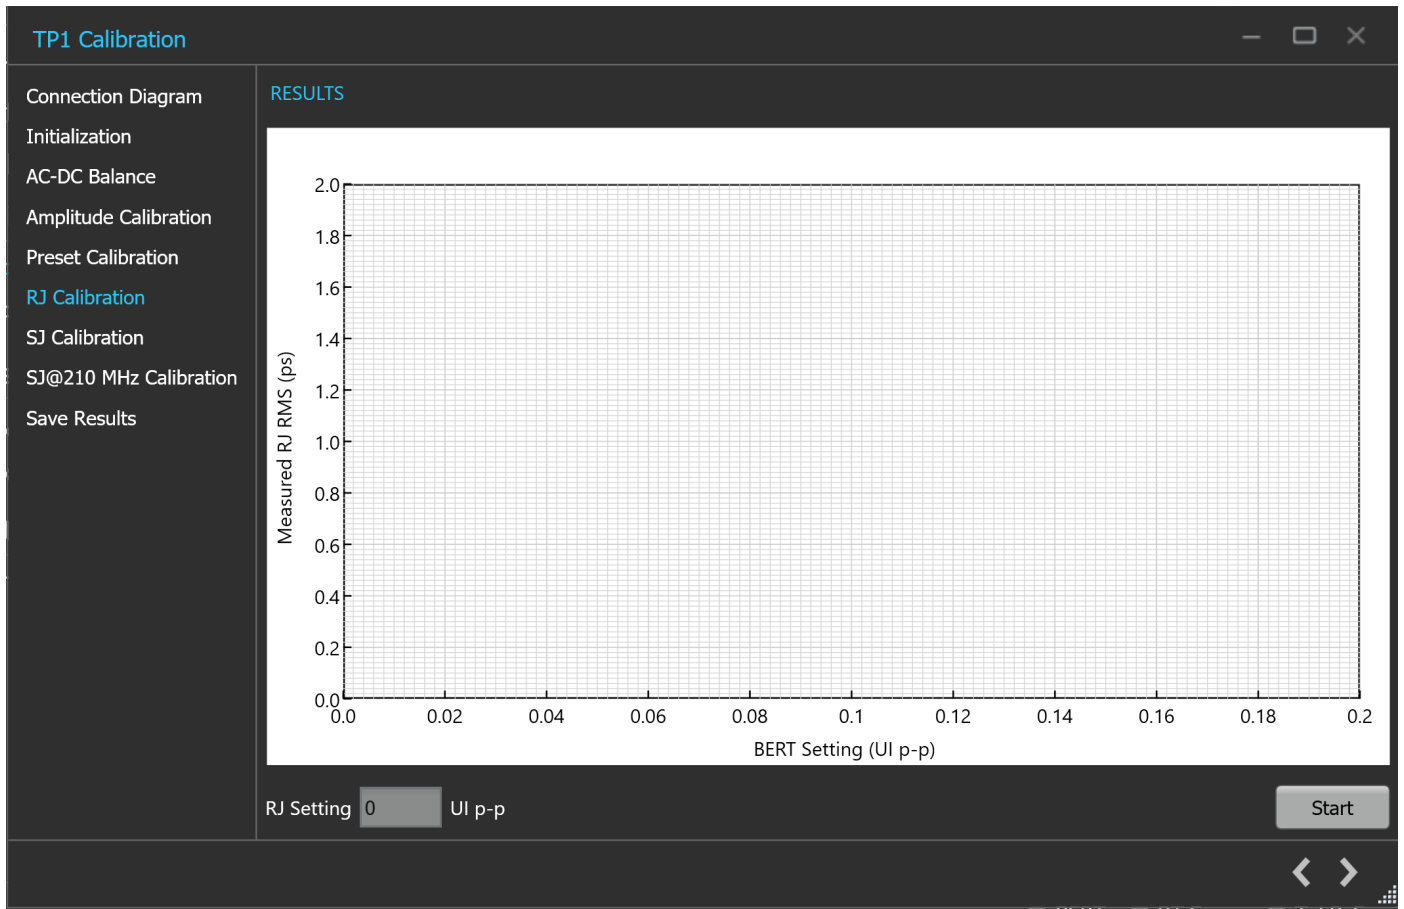 TP1 Calibration
Connection Diagram
Initialization
AC-DC Balance
Amplitude Calibration
Preset Calibration
RJ Calibration
SJ Calibration
SJ@210 MHz Calibration
Save Results
RESULTS
2.0
1.8
1.6
1.4
1.2
1.0
0.8
0.6
0.4
0.2
0.0
Measured RJ RMS (ps)
0.0 0.02 0.04 0.06 0.08 0.1 0.12 0.14 0.16 0.18 0.2
BERT Setting (UI p-p)
RJ Setting 0 UI p-p
Start